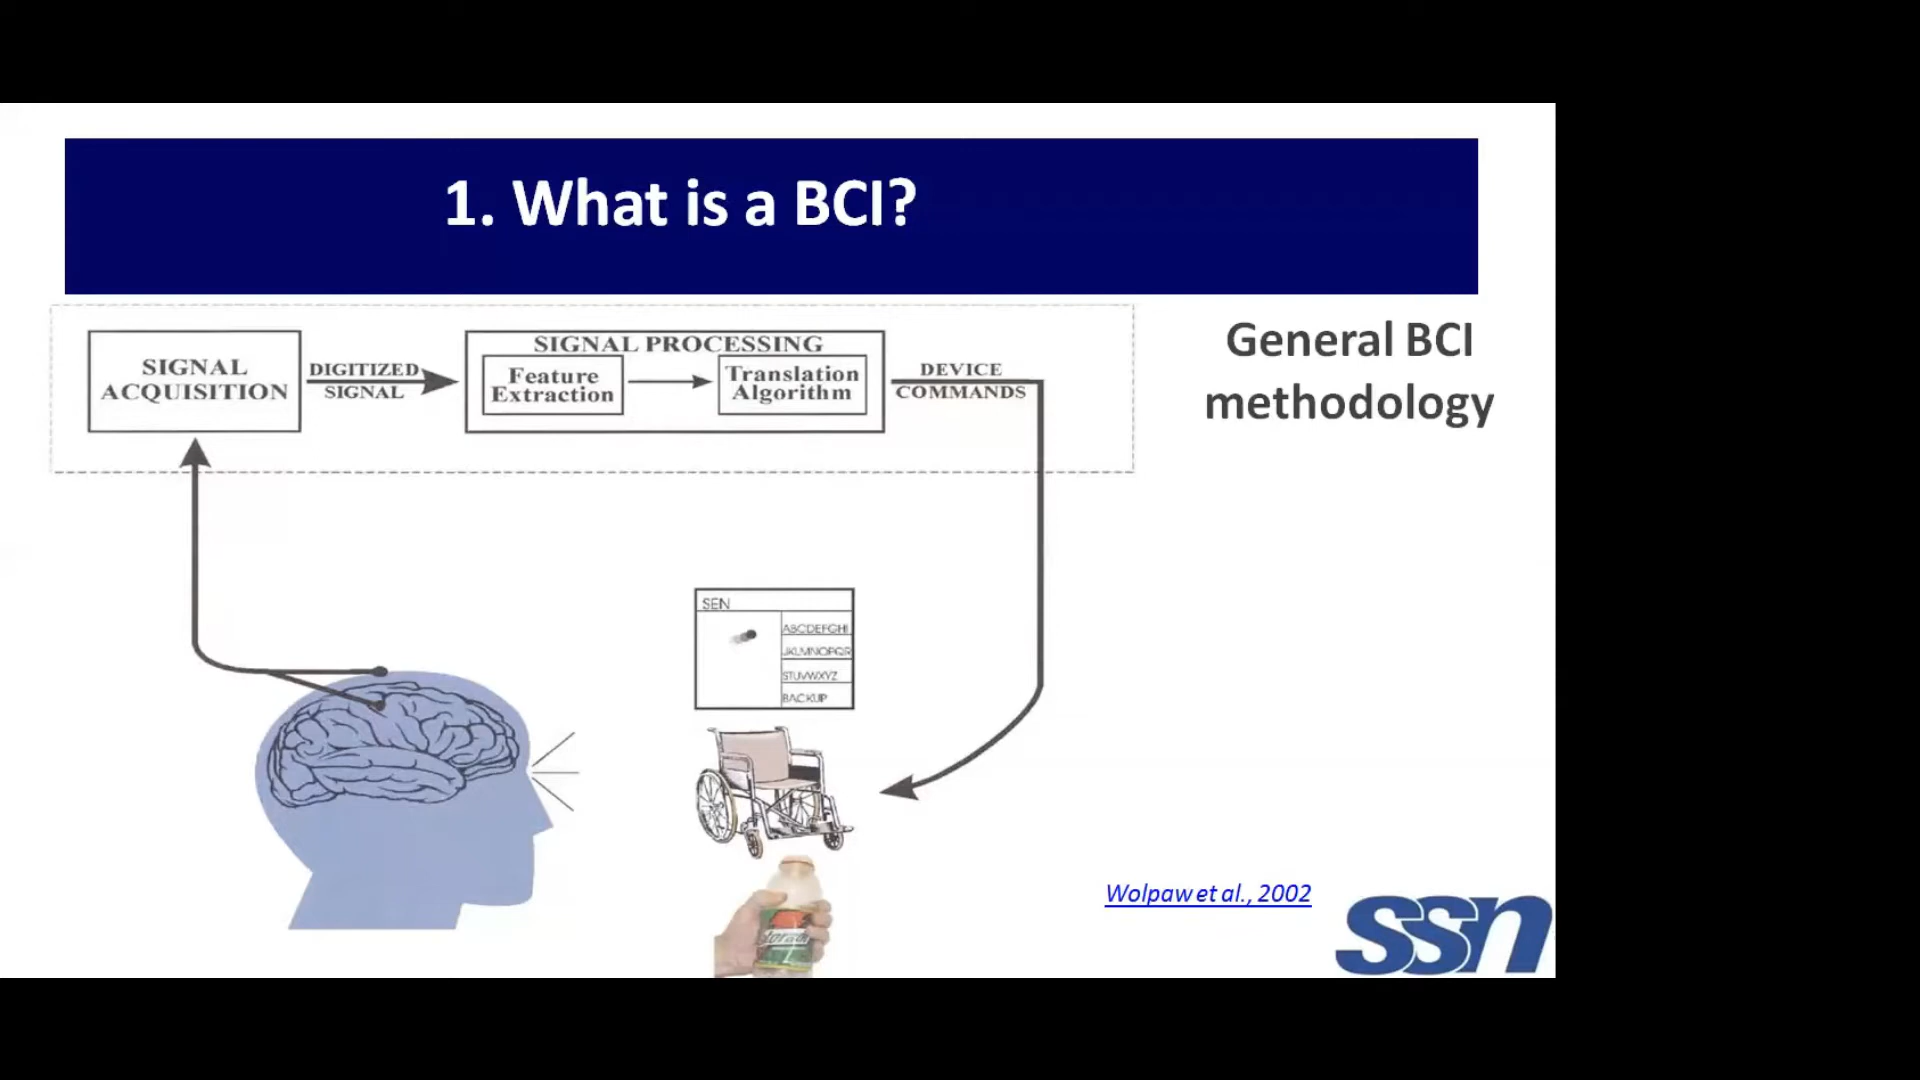 1. What is a BCI?
SIGNAL
ACQUISITION
DIGITIZED
SIGNAL
SIGNAL PROCESSING
Feature
Extraction
Translation
Algorithm
DEVICE
COMMANDS
General BCI
methodology
SEN
ABCDEFGHI
JKLMNOPQR
STUVWXYZ
BACKUP
Wolpaw et al., 2002
ssn